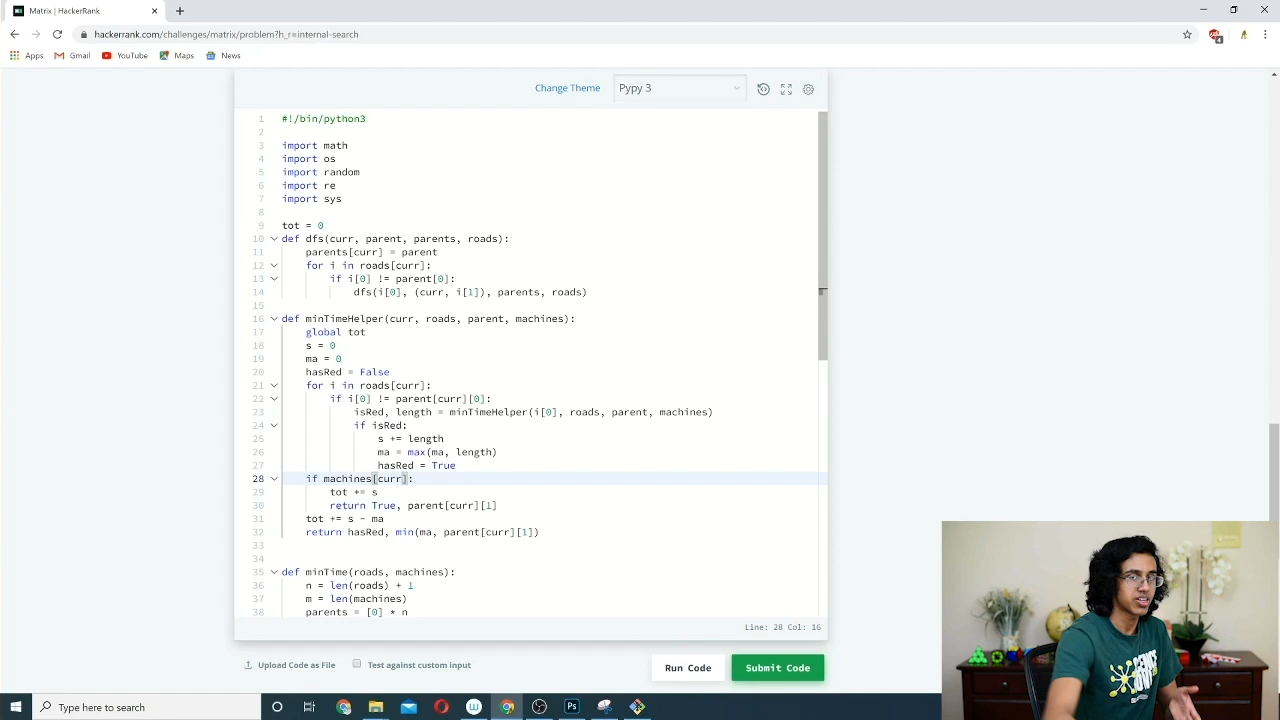 Matrix | HackerRank
hackerrank.com/challenges/matrix/problem?h_r=internal-search
Apps Gmail YouTube Maps News
Change Theme Pypy 3
1 #!/bin/python3
2
3 import math
4 import os
5 import random
6 import re
7 import sys
8
9 tot = 0
10 def dfs(curr, parent, parents, roads):
11 parents[curr] = parent
12 for i in roads[curr]:
13 if i[0] != parent[0]:
14 dfs(i[0], (curr, i[1]), parents, roads)
15
16 def minTimeHelper(curr, roads, parent, machines):
17 global tot
18 s = 0
19 ma = 0
20 hasRed = False
21 for i in roads[curr]:
22 if i[0] != parent[curr][0]:
23 isRed, length = minTimeHelper(i[0], roads, parent, machines)
24 if isRed:
25 s += length
26 ma = max(ma, length)
27 hasRed = True
28 if machines[curr]:
29 tot += s
30 return True, parent[curr][1]
31 tot += s - ma
32 return hasRed, min(ma, parent[curr][1])
33
34
35 def minTime(roads, machines):
36 n = len(roads) + 1
37 m = len(machines)
38 parents = [0] * n
Line: 28 Col: 16
Upload Code as File Test against custom input Run Code Submit Code
Type here to search